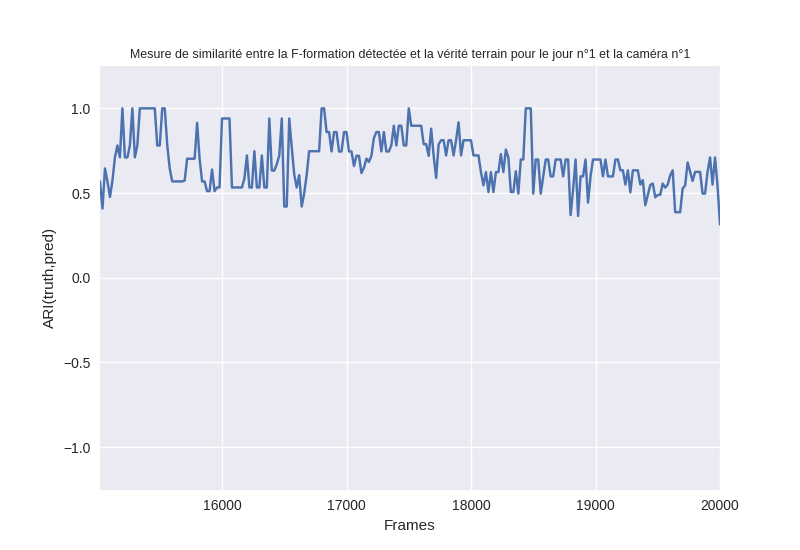 Mesure de similarité entre la F-formation détectée et la vérité terrain pour le jour n°1 et la caméra n°1
1.0
0.5
0.0
−0.5
−1.0
ARI(truth,pred)
16000 17000 18000 19000 20000
Frames